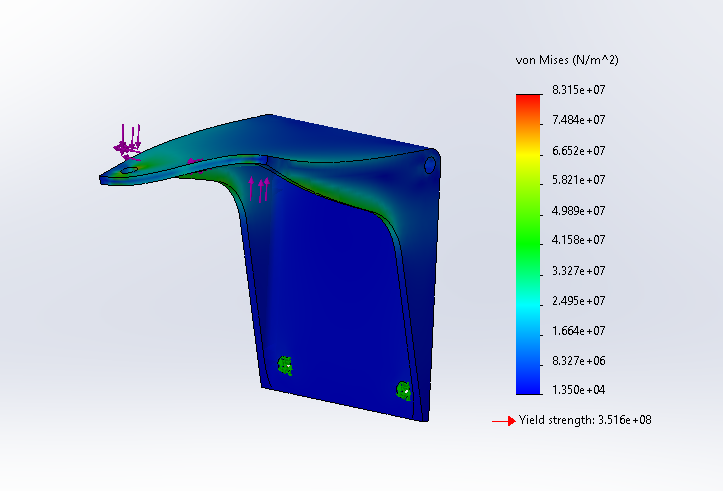 von Mises (N/m^2)
8.315e+07
7.484e+07
6.652e+07
5.821e+07
4.989e+07
4.158e+07
3.327e+07
2.495e+07
1.664e+07
8.327e+06
1.350e+04
Yield strength: 3.516e+08